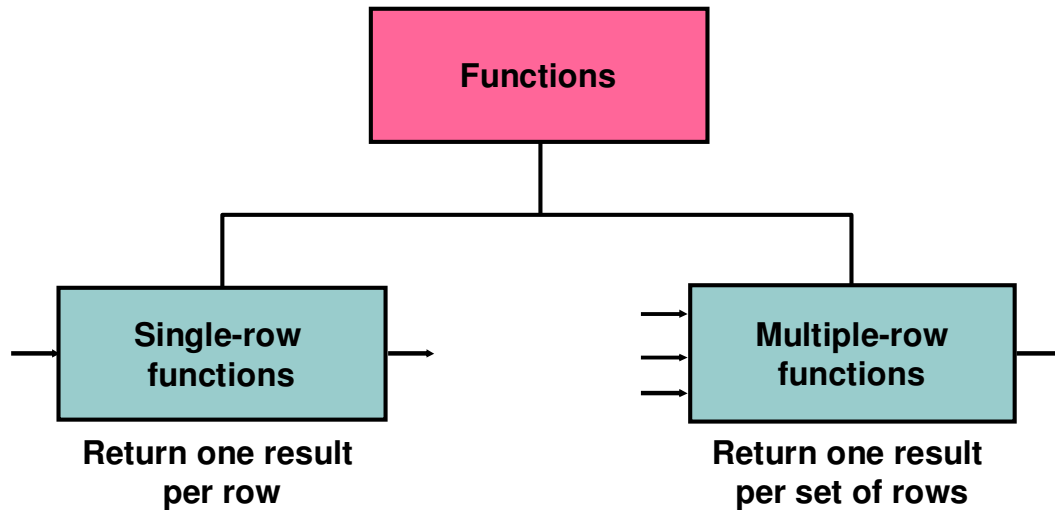 Functions
Single-row
functions
Multiple-row
functions
Return one result
per row
Return one result
per set of rows